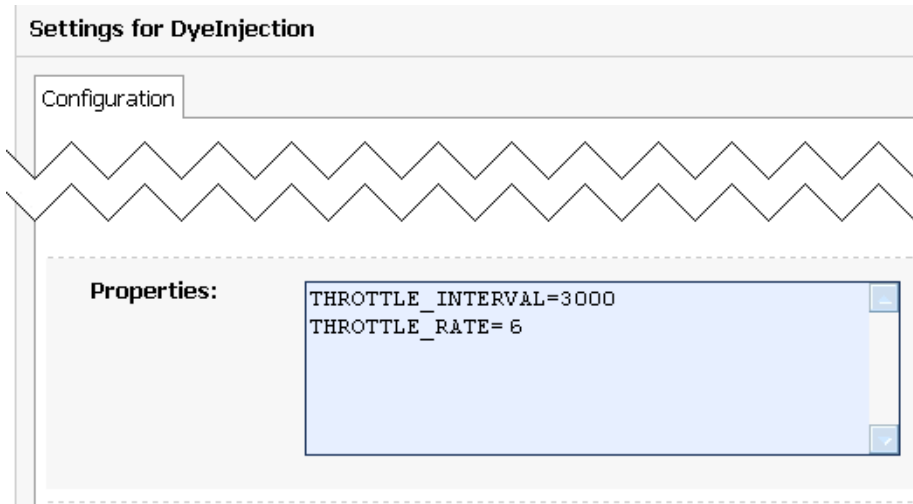 Settings for DyeInjection
Configuration
Properties:
THROTTLE_INTERVAL=3000
THROTTLE_RATE= 6